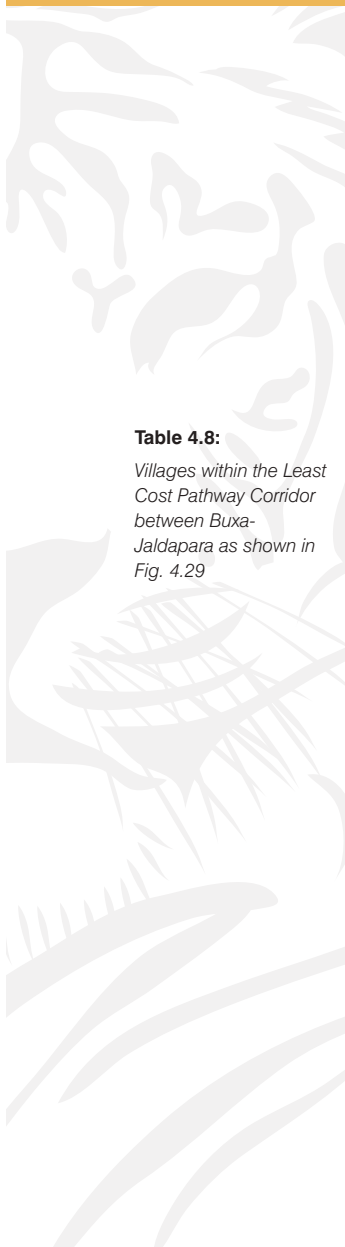 Table 4.8:
Villages within the Least
Cost Pathway Corridor
between Buxa-
Jaldapara as shown in
Fig. 4.29